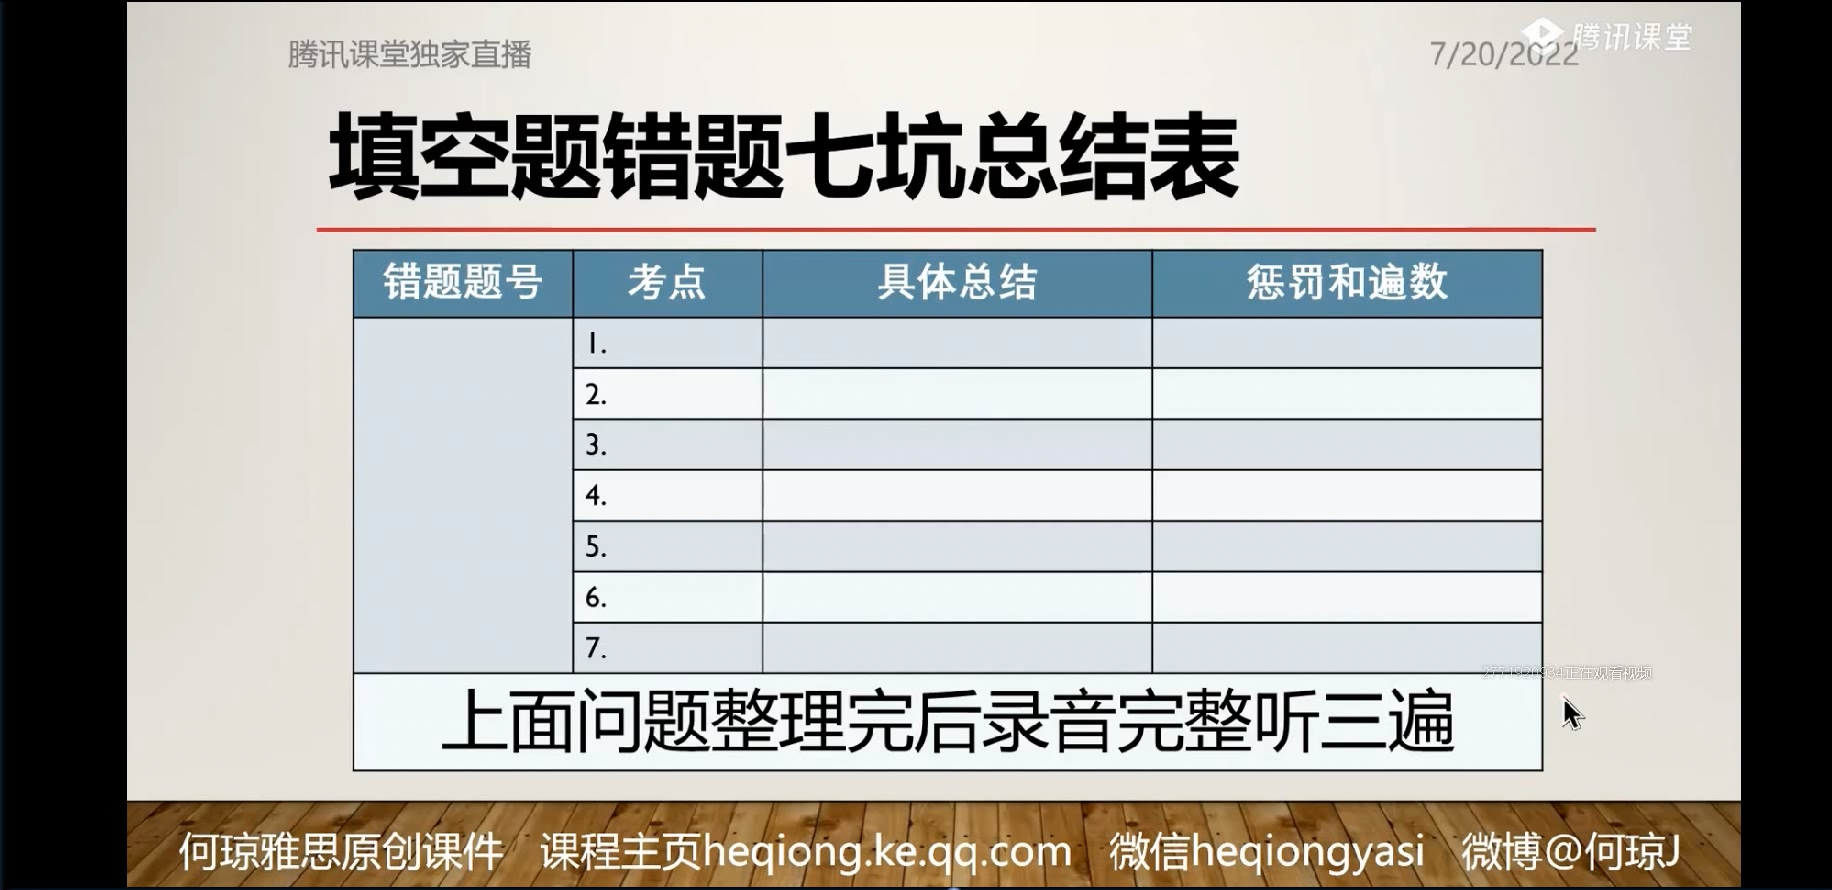 腾讯课堂独家直播
7/20/2022
腾讯课堂
填空题错题七坑总结表
错题题号 考点 具体总结 惩罚和遍数
1.
2.
3.
4.
5.
6.
7.
正在观看视频
上面问题整理完后录音完整听三遍
何琼雅思原创课件 课程主页heqiong.ke.qq.com 微信heqiongyasi 微博@何琼J